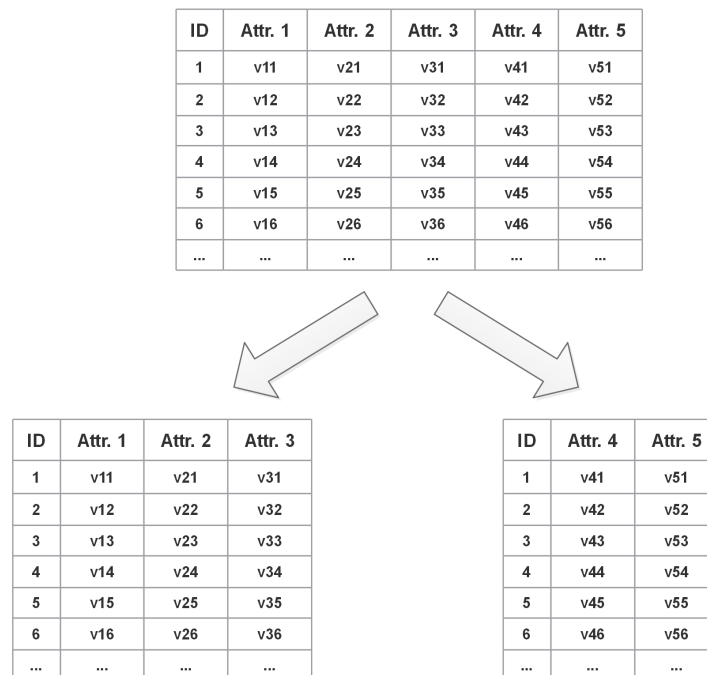 ID Attr. 1 Attr. 2 Attr. 3 Attr. 4 Attr. 5
1 v11 v21 v31 v41 v51
2 v12 v22 v32 v42 v52
3 v13 v23 v33 v43 v53
4 v14 v24 v34 v44 v54
5 v15 v25 v35 v45 v55
6 v16 v26 v36 v46 v56
... ... ... ... ... ...
ID Attr. 1 Attr. 2 Attr. 3
1 v11 v21 v31
2 v12 v22 v32
3 v13 v23 v33
4 v14 v24 v34
5 v15 v25 v35
6 v16 v26 v36
... ... ... ...
ID Attr. 4 Attr. 5
1 v41 v51
2 v42 v52
3 v43 v53
4 v44 v54
5 v45 v55
6 v46 v56
... ... ...